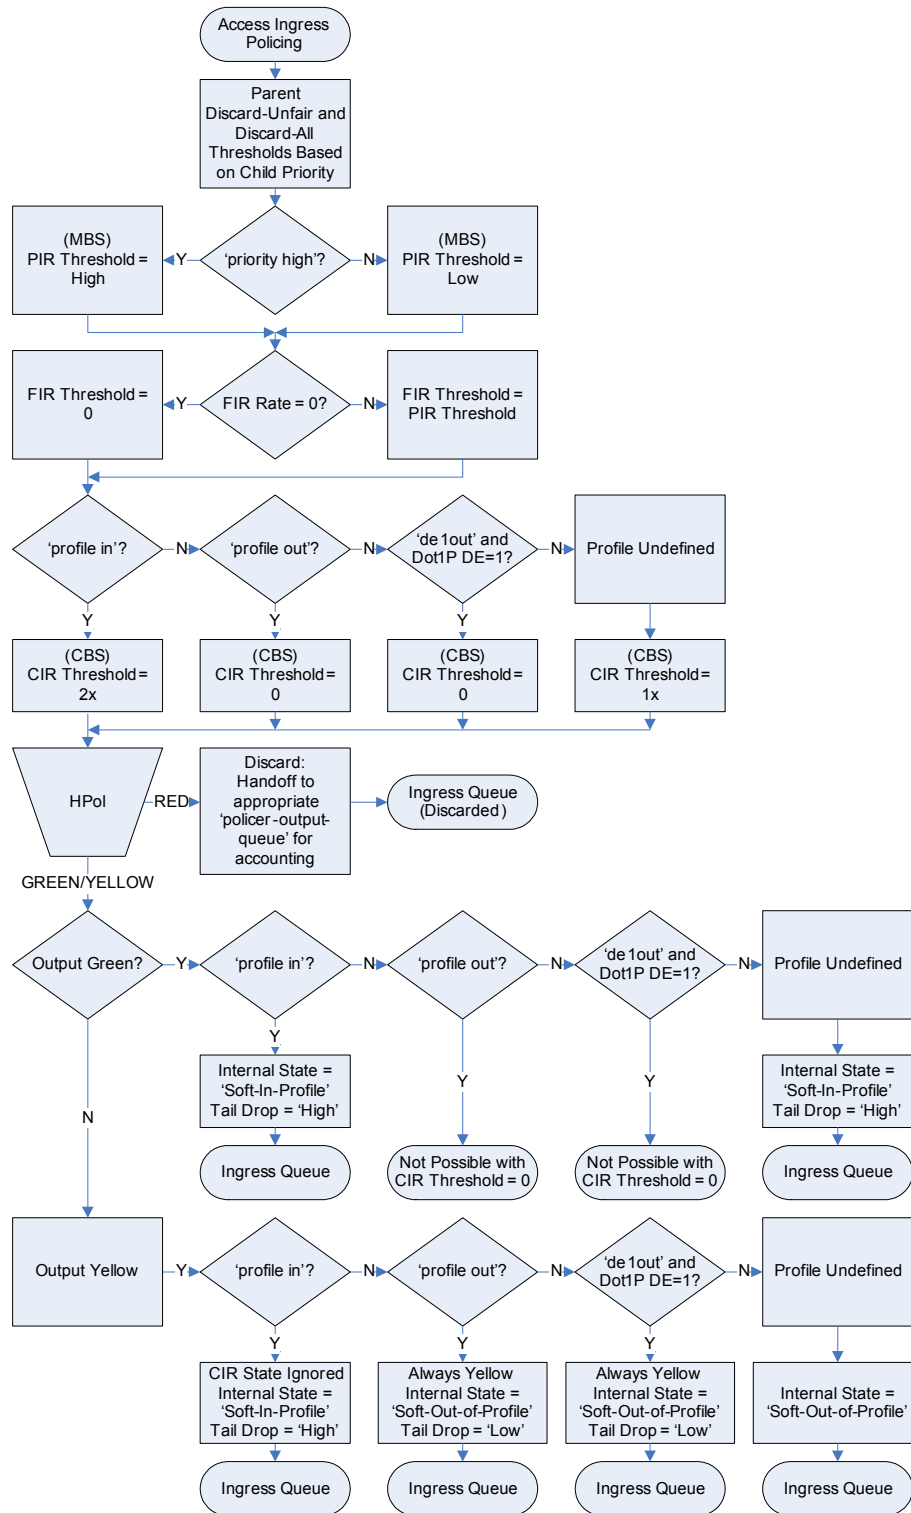 Access Ingress
Policing
Parent
Discard-Unfair and
Discard-All
Thresholds Based
on Child Priority
(MBS)
PIR Threshold =
High
Y
'priority high'?
N
(MBS)
PIR Threshold =
Low
FIR Threshold =
0
Y
FIR Rate = 0?
N
FIR Threshold =
PIR Threshold
'profile in'?
N
'profile out'?
N
'de1out' and
Dot1P DE=1?
N
Profile Undefined
Y
Y
Y
(CBS)
CIR Threshold =
2x
(CBS)
CIR Threshold =
0
(CBS)
CIR Threshold =
0
(CBS)
CIR Threshold =
1x
HPol
RED
Discard:
Handoff to
appropriate
'policer-output-
queue' for
accounting
Ingress Queue
(Discarded)
GREEN/YELLOW
Output Green?
Y
'profile in'?
N
'profile out'?
N
'de1out' and
Dot1P DE=1?
N
Profile Undefined
Y
Y
Y
N
Internal State =
'Soft-In-Profile'
Tail Drop = 'High'
Internal State =
'Soft-In-Profile'
Tail Drop = 'High'
Ingress Queue
Not Possible with
CIR Threshold = 0
Not Possible with
CIR Threshold = 0
Ingress Queue
Output Yellow
Y
'profile in'?
N
'profile out'?
N
'de1out' and
Dot1P DE=1?
N
Profile Undefined
Y
Y
Y
CIR State Ignored
Internal State =
'Soft-In-Profile'
Tail Drop = 'High'
Always Yellow
Internal State =
'Soft-Out-of-Profile'
Tail Drop = 'Low'
Always Yellow
Internal State =
'Soft-Out-of-Profile'
Tail Drop = 'Low'
Internal State =
'Soft-Out-of-Profile'
Ingress Queue
Ingress Queue
Ingress Queue
Ingress Queue